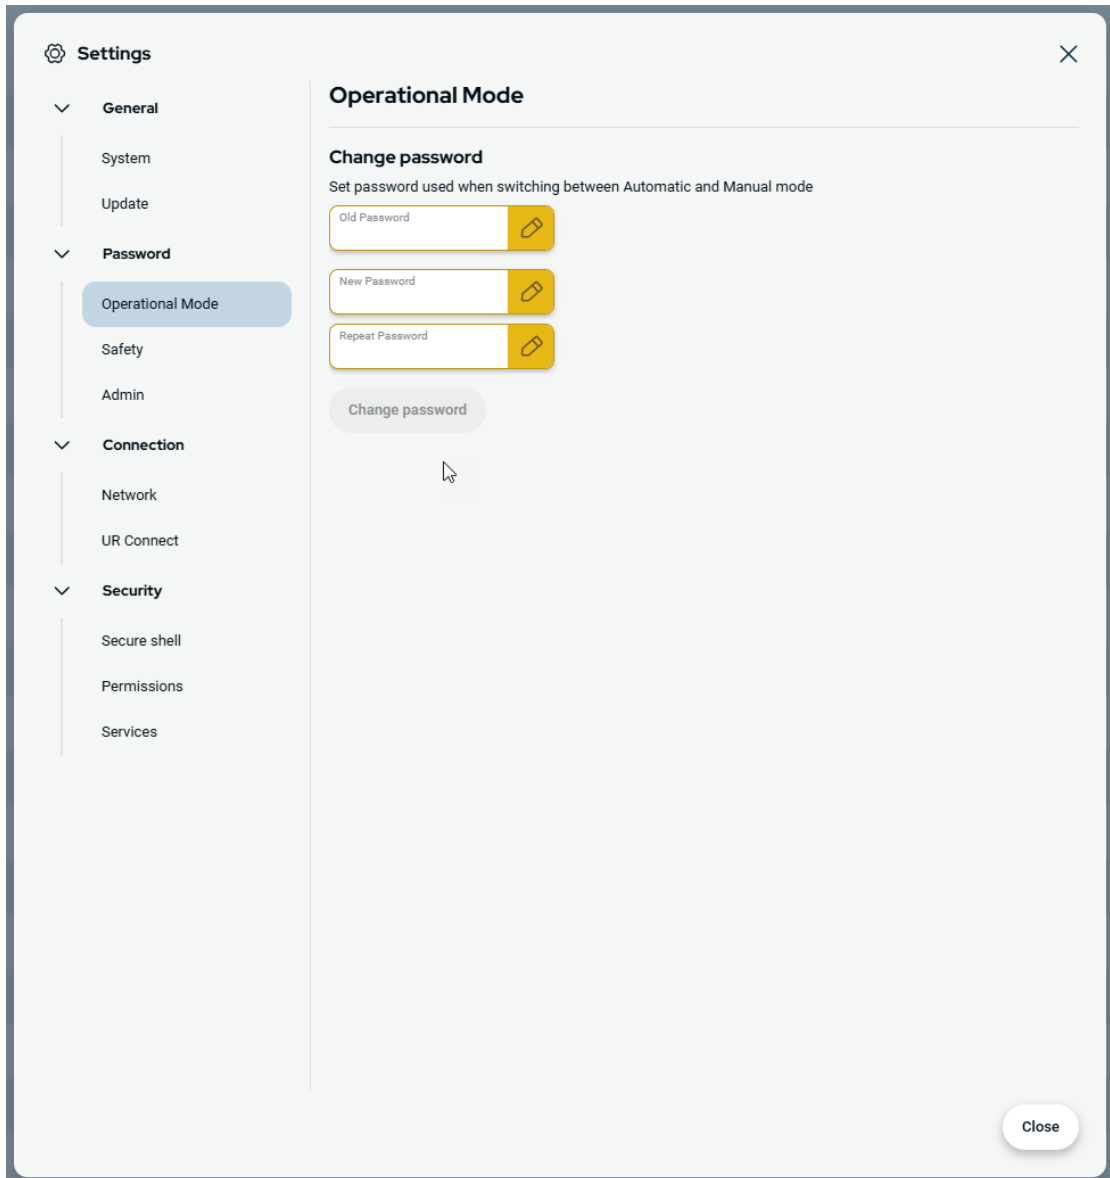 Settings
General
System
Update
Password
Operational Mode
Safety
Admin
Connection
Network
UR Connect
Security
Secure shell
Permissions
Services
Operational Mode
Change password
Set password used when switching between Automatic and Manual mode
Old Password
New Password
Repeat Password
Change password
Close